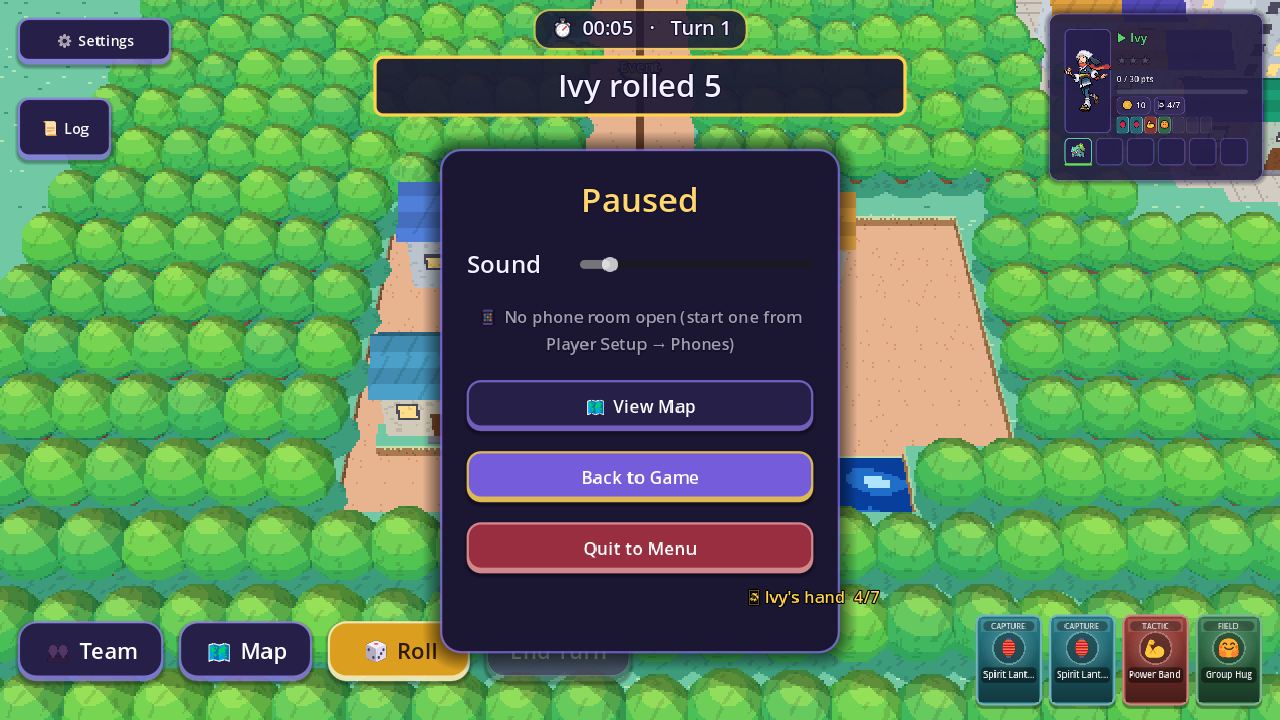 Settings
00:05 · Turn 1
Ivy rolled 5
Log
▶ Ivy
0 / 30 pts
10
4/7
Paused
Sound
No phone room open (start one from
Player Setup → Phones)
View Map
Back to Game
Quit to Menu
Ivy's hand 4/7
Team
Map
Roll
End Turn
CAPTURE
Spirit Lant...
CAPTURE
Spirit Lant...
TACTIC
Power Band
FIELD
Group Hug